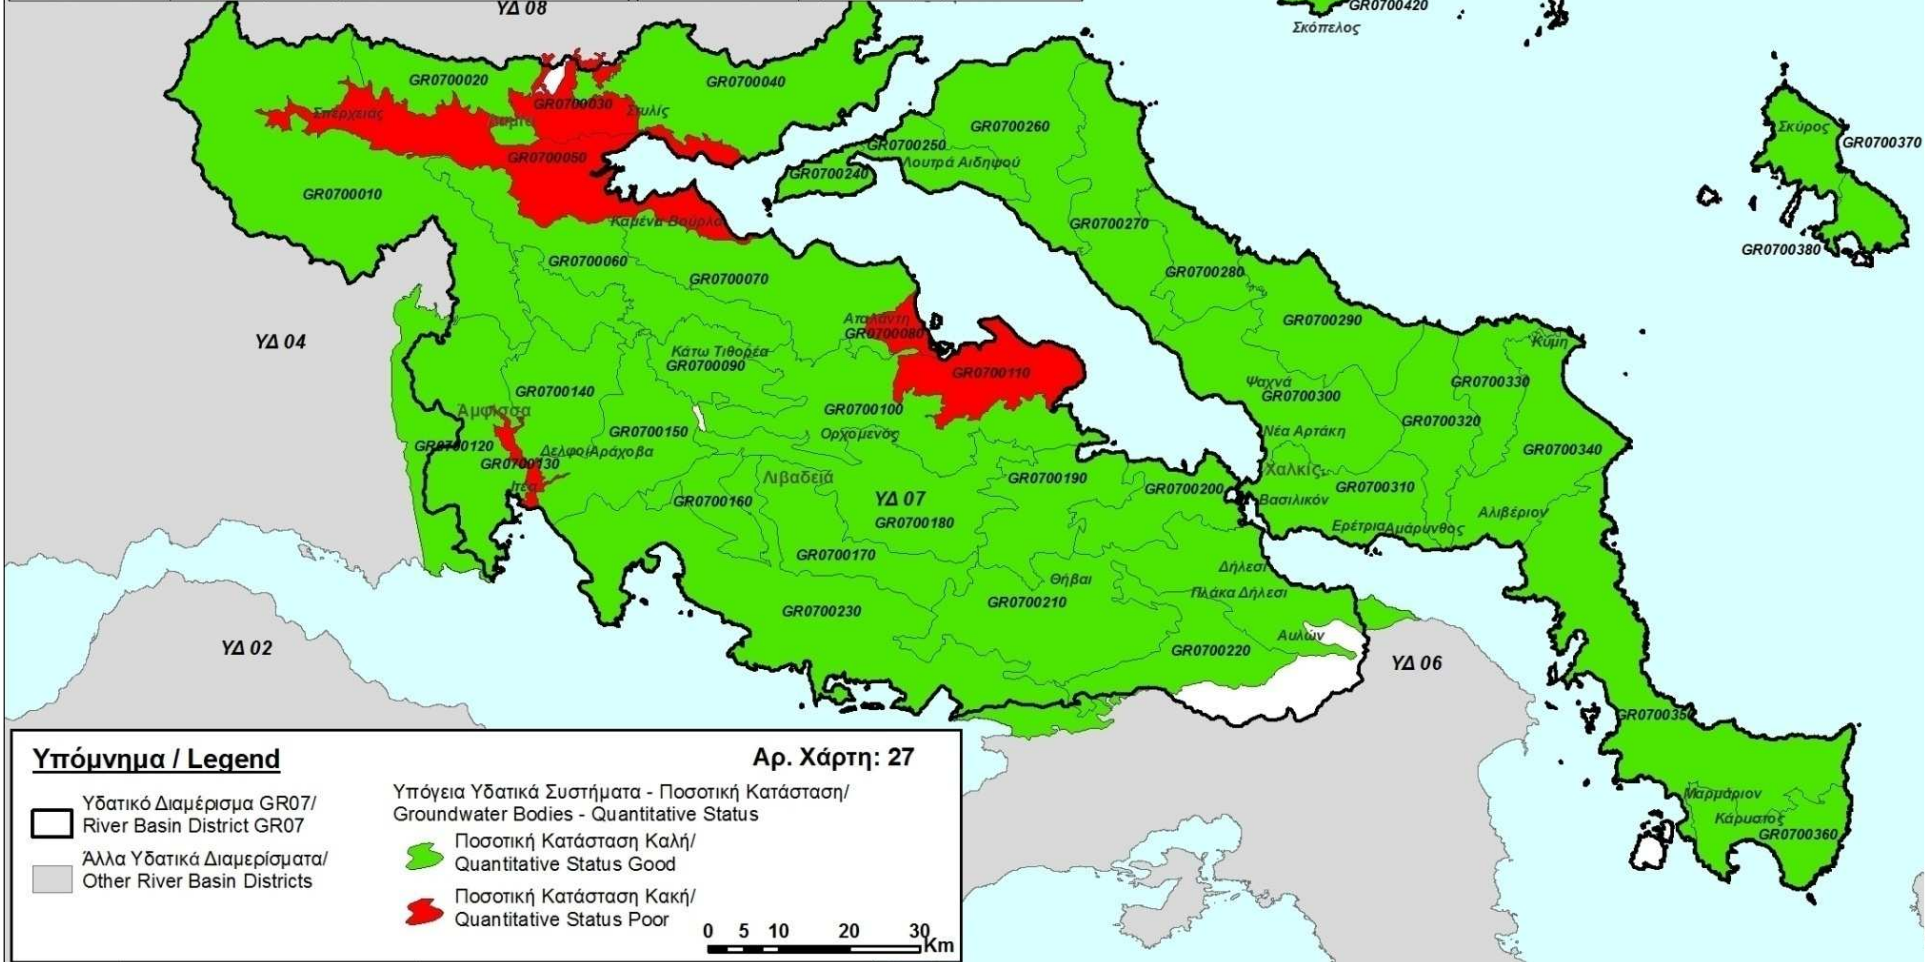 ΥΔ 08
GR0700420
Σκόπελος
GR0700020
GR0700040
GR0700030
Σπερχειάς
Λαμία
Στυλίς
GR0700260
Σκύρος
GR0700370
GR0700250
GR0700050
Λουτρά Αιδηψού
GR0700240
GR0700010
Καμένα Βούρλα
GR0700270
GR0700380
GR0700060
GR0700070
GR0700280
Αταλάντη
GR0700080
GR0700290
ΥΔ 04
Κύμη
Κάτω Τιθορέα
GR0700090
GR0700110
Ψαχνά
GR0700300
GR0700330
GR0700140
Άμφισσα
GR0700100
GR0700320
GR0700150
Ορχομενός
Νέα Αρτάκη
GR0700120
Δελφοί
Αράχοβα
GR0700340
GR0700130
Λιβαδειά
GR0700190
Χαλκίς
Ιτέα
GR0700160
ΥΔ 07
GR0700200
GR0700310
Βασιλικόν
GR0700180
Ερέτρια
Αμάρυνθος
Αλιβέριον
GR0700170
Δήλεσι
Θήβαι
Πλάκα Δήλεσι
GR0700230
GR0700210
Αυλών
ΥΔ 02
GR0700220
ΥΔ 06
GR0700350
Μαρμάριον
Κάρυστος
GR0700360
Υπόμνημα / Legend
Αρ. Χάρτη: 27
Υδατικό Διαμέρισμα GR07/
River Basin District GR07
Άλλα Υδατικά Διαμερίσματα/
Other River Basin Districts
Υπόγεια Υδατικά Συστήματα - Ποσοτική Κατάσταση/
Groundwater Bodies - Quantitative Status
Ποσοτική Κατάσταση Καλή/
Quantitative Status Good
Ποσοτική Κατάσταση Κακή/
Quantitative Status Poor
0 5 10 20 30
Km